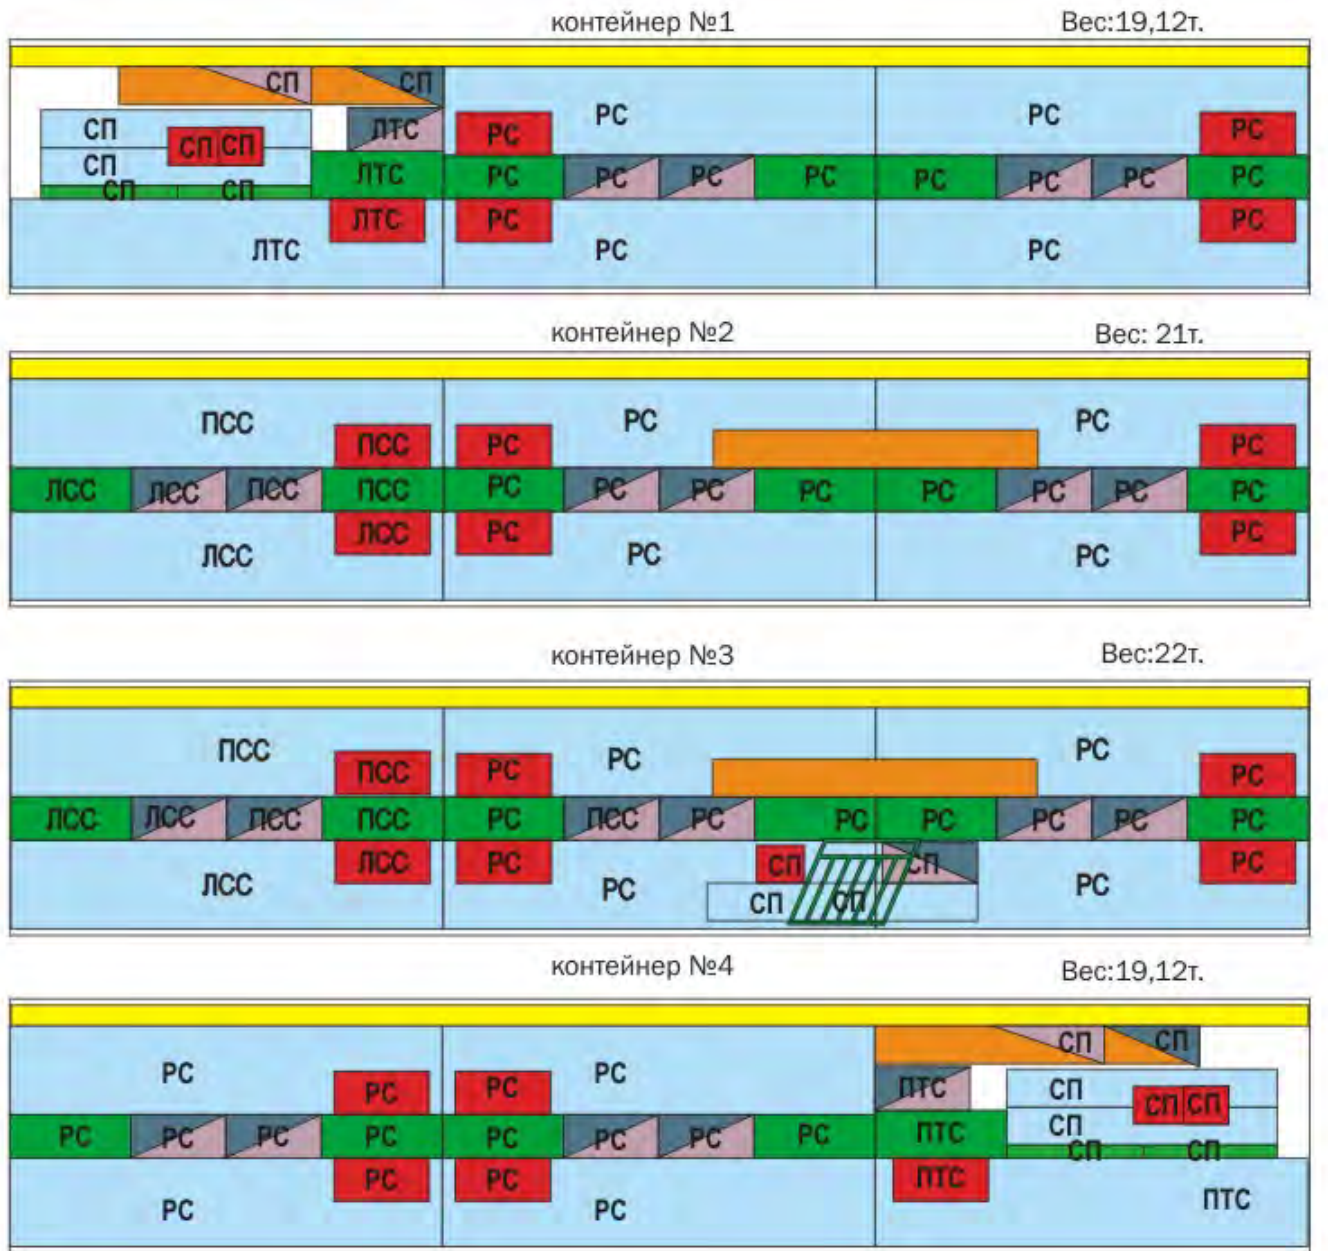 контейнер №1 Вес:19,12т.
СП СП
РС РС
СП ЛТС РС РС
СП СП
СП ЛТС РС РС РС РС РС РС РС РС
СП СП
ЛТС РС РС
ЛТС РС РС
контейнер №2 Вес: 21т.
ПСС РС РС
ПСС РС РС
ЛСС ЛСС ПСС ПСС РС РС РС РС РС РС РС РС
ЛСС РС РС
ЛСС РС РС
контейнер №3 Вес:22т.
ПСС РС РС
ПСС РС РС
ЛСС ЛСС ПСС ПСС РС ПСС РС РС РС РС РС РС
ЛСС РС СП СП РС
ЛСС РС СП СП РС
контейнер №4 Вес:19,12т.
СП СП
РС РС
РС РС ПТС СП СП СП
СП
РС РС РС РС РС РС РС РС ПТС СП СП
РС РС ПТС
РС РС ПТС